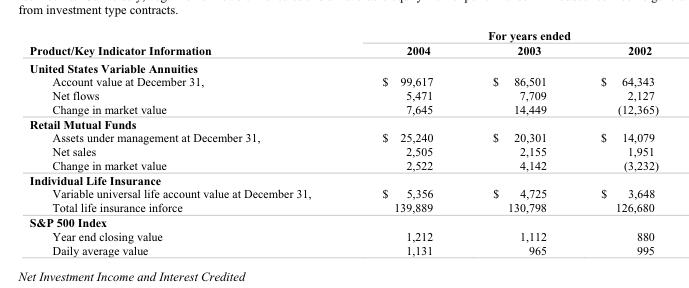 from investment type contracts.
For years ended
Product/Key Indicator Information 2004 2003 2002
United States Variable Annuities
Account value at December 31, $ 99,617 $ 86,501 $ 64,343
Net flows 5,471 7,709 2,127
Change in market value 7,645 14,449 (12,365)
Retail Mutual Funds
Assets under management at December 31, $ 25,240 $ 20,301 $ 14,079
Net sales 2,505 2,155 1,951
Change in market value 2,522 4,142 (3,232)
Individual Life Insurance
Variable universal life account value at December 31, $ 5,356 $ 4,725 $ 3,648
Total life insurance inforce 139,889 130,798 126,680
S&P 500 Index
Year end closing value 1,212 1,112 880
Daily average value 1,131 965 995
Net Investment Income and Interest Credited